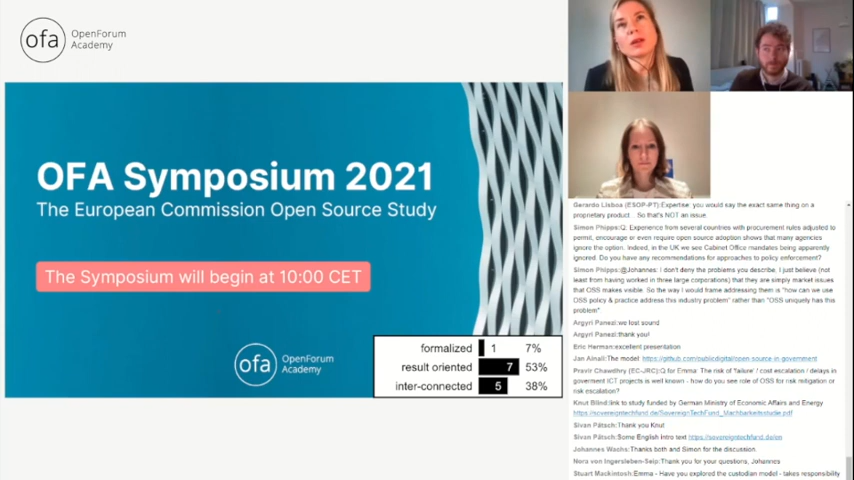 ofa OpenForum
Academy
OFA Symposium 2021
The European Commission Open Source Study
The Symposium will begin at 10:00 CET
ofa OpenForum
Academy
formalized 1 7%
result oriented 7 53%
inter-connected 5 38%
Gerardo Lisboa (ESOP-PT) Expertise: you would say the exact same thing on a
proprietary product... So that's NOT an issue.
Simon Phipps:Q: Experience from several countries with procurement rules adjusted to
permit, encourage or even require open source adoption shows that many agencies
ignore the option. Indeed, in the UK we see Cabinet Office mandates being apparently
ignored. Do you have any recommendations for approaches to policy enforcement?
Simon Phipps:@Johannes: I don't deny the problems you describe, I just believe (not
least from having worked in three large corporations) that they are simply market issues
that OSS makes visible. So the way I would frame addressing them is "how can we use
OSS policy & practice address this industry problem" rather than "OSS uniquely has this
problem"
Argyri Panezi:we lost sound
Argyri Panezi:thank you!
Eric Herman:excellent presentation
Jan Ainali:The model: https://github.com/publicdigital/open-source-in-government
Pravir Chawdhry (EC-JRC):Q for Emma: The risk of 'failure' / cost escalation / delays in
goverment ICT projects is well known - how do you see role of OSS for risk mitigation or
risk escalation?
Knut Blind:link to study funded by German Ministry of Economic Affairs and Energy
https://sovereigntechfund.de/SovereignTechFund_Machbarkeitsstudie.pdf
Sivan Pätsch:Thank you Knut
Sivan Pätsch:Some English intro text https://sovereigntechfund.de/en
Johannes Wachs:Thanks both and Simon for the discussion.
Nora von Ingersleben-Seip:Thank you for your questions, Johannes
Stuart Mackintosh:Emma - Have you explored the custodian model - takes responsibility